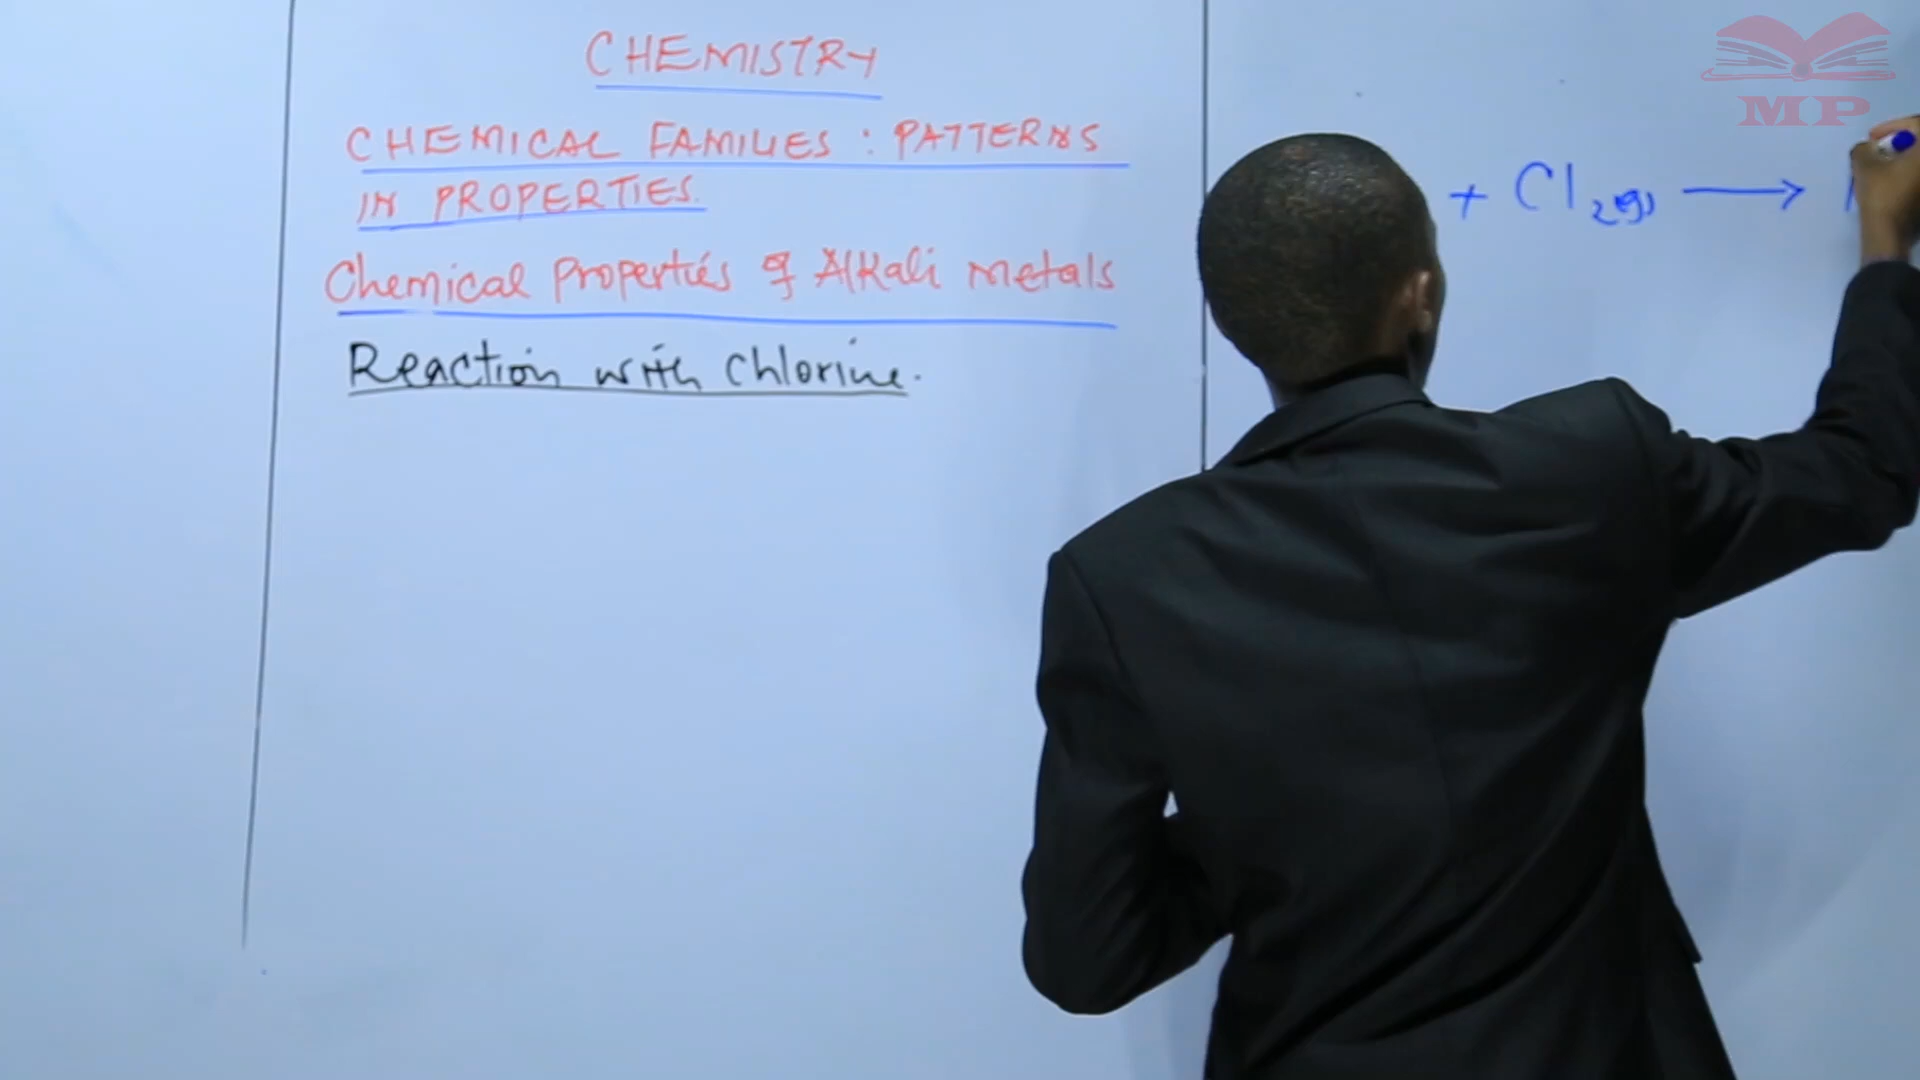 CHEMISTRY
CHEMICAL FAMILIES : PATTERNS
IN PROPERTIES.
Chemical Properties of Alkali metals
Reaction with chlorine.
+ Cl2(g) →
MP